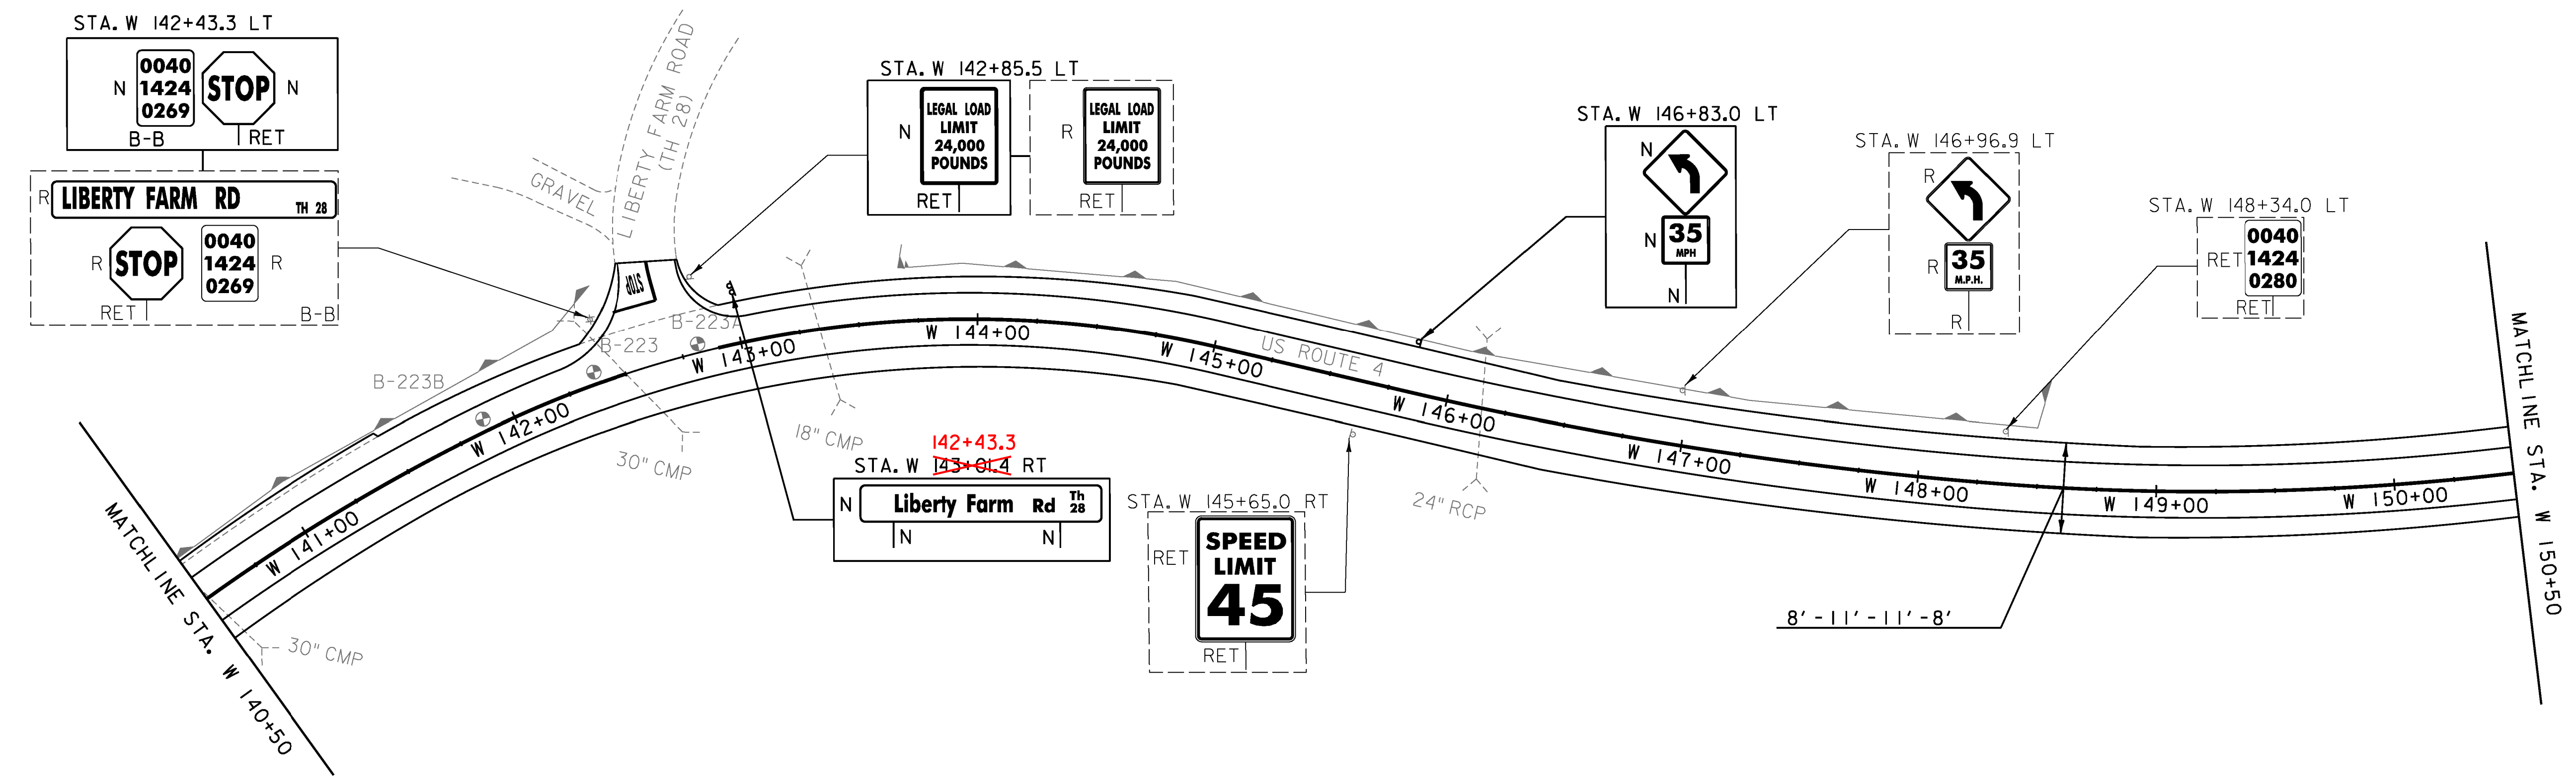 STA. W 142+43.3 LT
N
0040
1424
0269
B-B
STOP
N
RET
R
LIBERTY FARM RD TH 28
R
STOP
RET
0040
1424
0269
R
B-B
LIBERTY FARM ROAD
(TH 28)
GRAVEL
STOP
STA. W 142+85.5 LT
N
LEGAL LOAD
LIMIT
24,000
POUNDS
RET
R
LEGAL LOAD
LIMIT
24,000
POUNDS
RET
STA. W 146+83.0 LT
N
N
35
MPH
N
STA. W 146+96.9 LT
R
R
35
M.P.H.
R
STA. W 148+34.0 LT
RET
0040
1424
0280
RET
B-223A
B-223
B-223B
W 141+00
W 142+00
W 143+00
W 144+00
W 145+00
US ROUTE 4
W 146+00
W 147+00
W 148+00
W 149+00
W 150+00
30" CMP
30" CMP
18" CMP
24" RCP
142+43.3
STA. W 143+01.4 RT
N
Liberty Farm Rd Th 28
N
N
STA. W 145+65.0 RT
RET
SPEED
LIMIT
45
RET
8'-11'-11'-8'
MATCHLINE STA. W 140+50
MATCHLINE STA. W 150+50